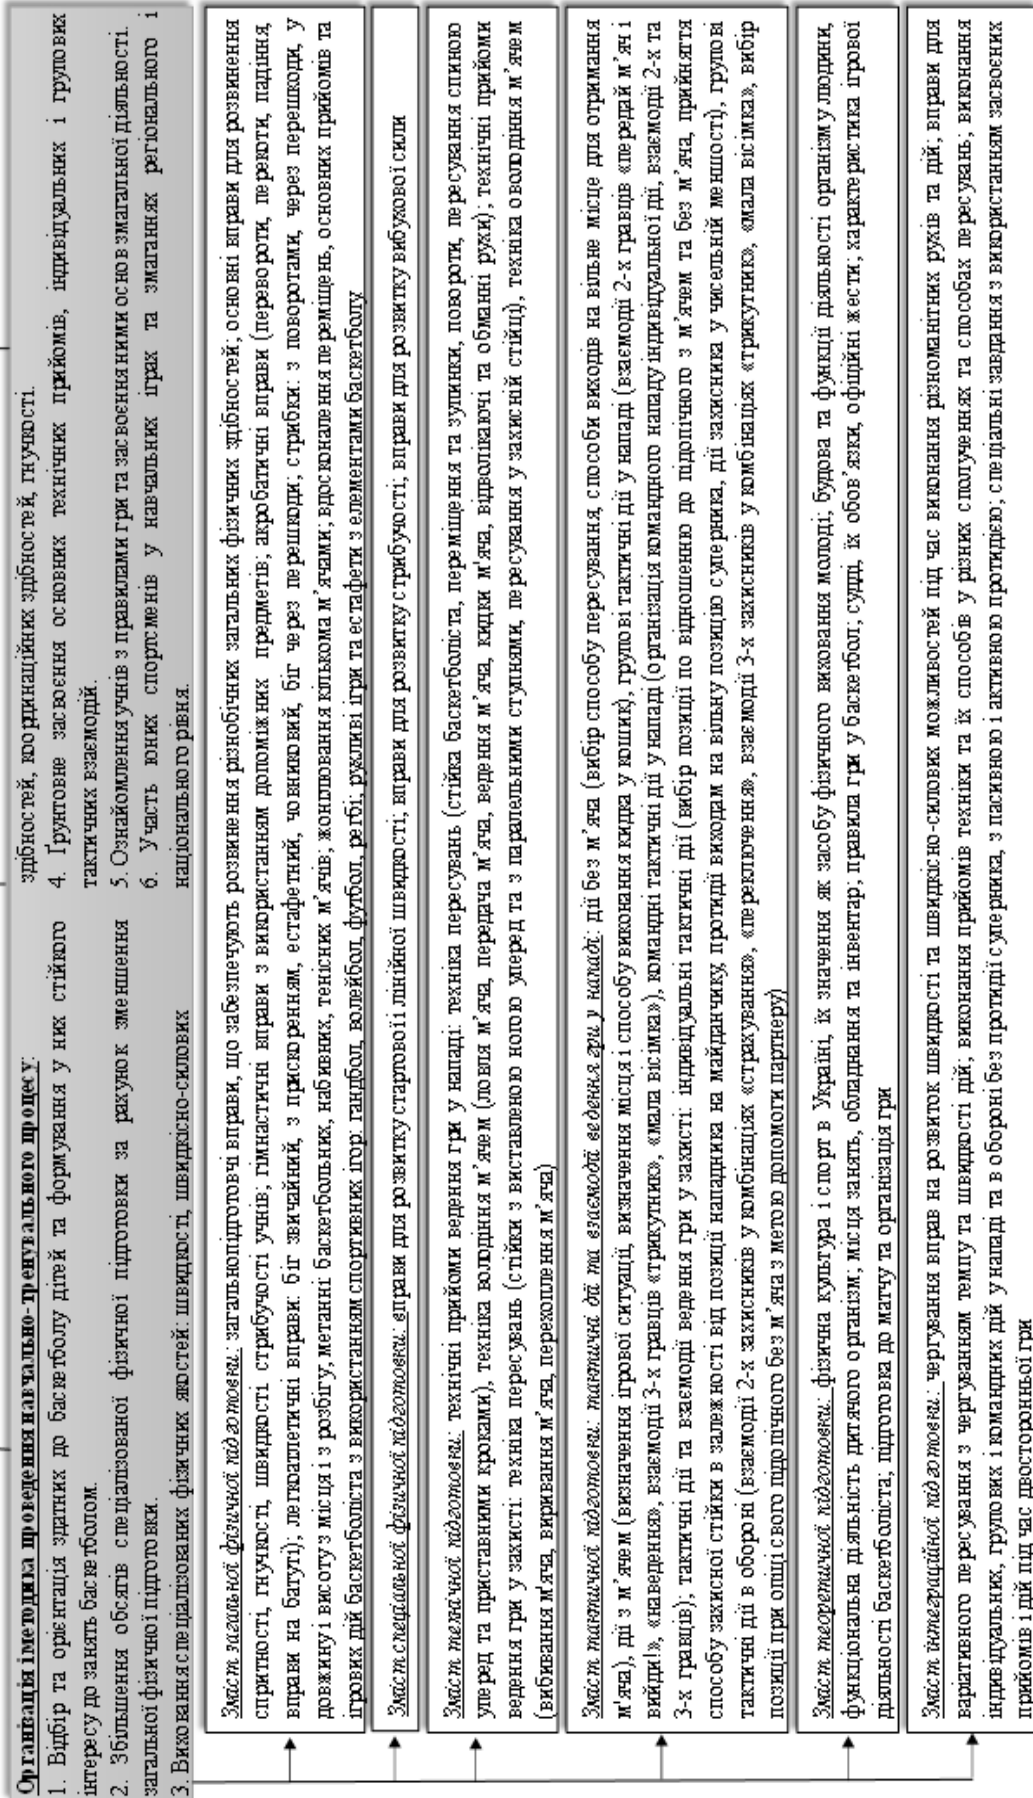 Організація і методика проведення навчально-тренувального процесу:
1. Відбір та орієнтація здатних до баскетболу дітей та формування у них стійкого
інтересу до занять баскетболом.
2. Збільшення обсягів спеціалізованої фізичної підготовки за рахунок зменшення
загальної фізичної підготовки.
3. Виховання спеціалізованих фізичних якостей: швидкості, швидкісно-силових
здібностей, координаційних здібностей, гнучкості.
4. Ґрунтовне засвоєння основних технічних прийомів, індивідуальних і групових
тактичних взаємодій.
5. Ознайомлення учнів з правилами гри та засвоєння ними основ змагальної діяльності.
6. Участь юних спортсменів у навчальних іграх та змаганнях регіонального і
національного рівня.
Зміст загальної фізичної підготовки: загальнопідготовчі вправи, що забезпечують розвинення різнобічних загальних фізичних здібностей; основні вправи для розвинення
спритності, гнучкості, швидкості, стрибучості учнів; гімнастичні вправи з використанням допоміжних предметів; акробатичні вправи (перевороти, перекоти, падіння,
вправи на батуті); легкоатлетичні вправи: біг звичайний, з прискоренням, естафетний, човниковий, біг через перешкоди; стрибки: з поворотами, через перешкоди, у
довжину і висоту з місця і з розбігу, метанні баскетбольних, набивних, тенісних м'ячів; жонглювання кількома м'ячами; вдосконалення переміщень, основних прийомів та
ігрових дій баскетболіста з використанням спортивних ігор: гандбол, волейбол, футбол, регбі; рухливі ігри та естафети з елементами баскетболу
Зміст спеціальної фізичної підготовки: вправи для розвитку стартової і лінійної швидкості; вправи для розвитку стрибучості, вправи для розвитку вибухової сили
Зміст технічної підготовки: технічні прийоми ведення гри у нападі: техніка пересувань (стійка баскетболіста, переміщення та зупинки, повороти, пересування спиною
уперед та приставними кроками), техніка володіння м'ячем (ловля м'яча, передача м'яча, ведення м'яча, кидки м'яча, відволікаючі та обманні рухи); технічні прийоми
ведення гри у захисті: техніка пересувань (стійки з виставленою ногою уперед та з паралельними ступнями, пересування у захисній стійці), техніка оволодіння м'ячем
(вибивання м'яча, виривання м'яча, перехоплення м'яча)
Зміст тактичної підготовки: тактичні дії та взаємодії ведення гри у нападі: дії без м'яча (вибір способу пересування, способи виходів на вільне місце для отримання
м'яча), дії з м'ячем (визначення ігрової ситуації, визначення місця і способу виконання кидка у кошик), групові тактичні дії у нападі (взаємодії 2-х гравців «передай м'яч і
вийди!», «наведення», взаємодії 3-х гравців «трикутник», «мала вісімка»), командні тактичні дії у нападі (організація командного нападу індивідуальної дії, взаємодії 2-х та
3-х гравців); тактичні дії та взаємодії ведення гри у захисті: індивідуальні тактичні дії (вибір позиції по відношенню до підопічного з м'ячем та без м'яча, прийняття
способу захисної стійки в залежності від позиції нападника на майданчику, протидії виходам на вільну позицію суперника, дії захисника у чисельній меншості), групові
тактичні дії в обороні (взаємодії 2-х захисників у комбінаціях «страхування», «переключення», взаємодії 3-х захисників у комбінаціях «трикутник», «мала вісімка», вибір
позиції при опіці свого підопічного без м'яча з метою допомоги партнеру)
Зміст теоретичної підготовки: фізична культура і спорт в Україні, їх значення як засобу фізичного виховання молоді; будова та функції діяльності організму людини,
функціональна діяльність дитячого організм; місця занять, обладнання та інвентар; правила гри у баскетбол; судді, їх обов'язки, офіційні жести; характеристика ігрової
діяльності баскетболіста; підготовка до матчу та організація гри
Зміст інтеграційної підготовки: чергування вправ на розвиток швидкості та швидкісно-силових можливостей під час виконання різноманітних рухів та дій; вправи для
варіативного пересування з чергуванням темпу та швидкості дій; виконання прийомів техніки та їх способів у різних сполученнях та способах пересувань; виконання
індивідуальних, групових і командних дій у нападі та в обороні без протидії суперника, з пасивною і активною протидією; спеціальні завдання з використанням засвоєних
прийомів і дій під час двосторонньої гри